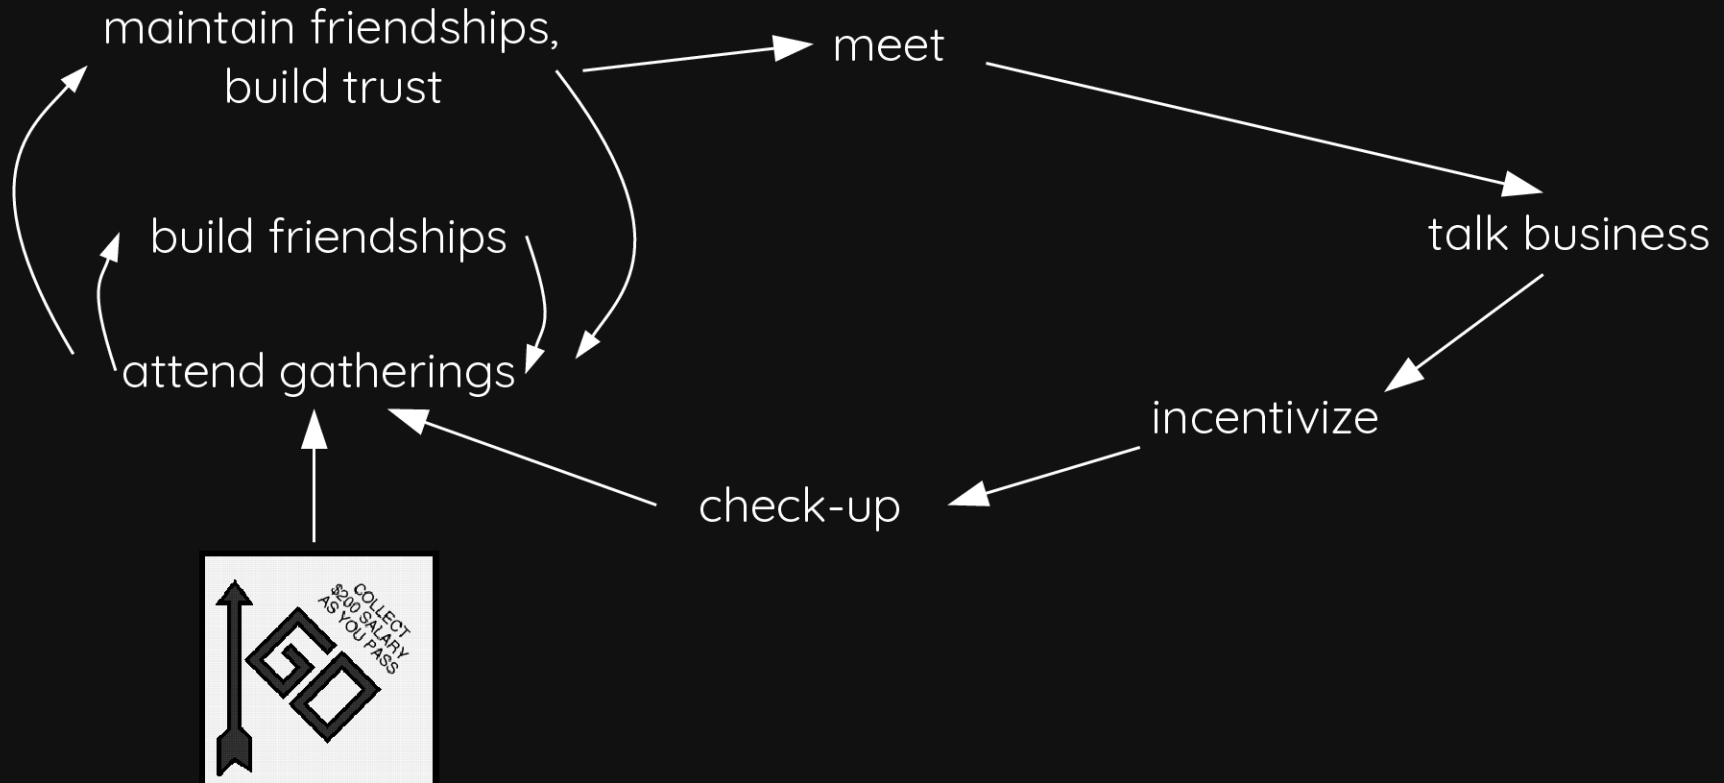 maintain friendships,
build trust
meet
build friendships
talk business
attend gatherings
incentivize
check-up
COLLECT
$200 SALARY
AS YOU PASS
GO